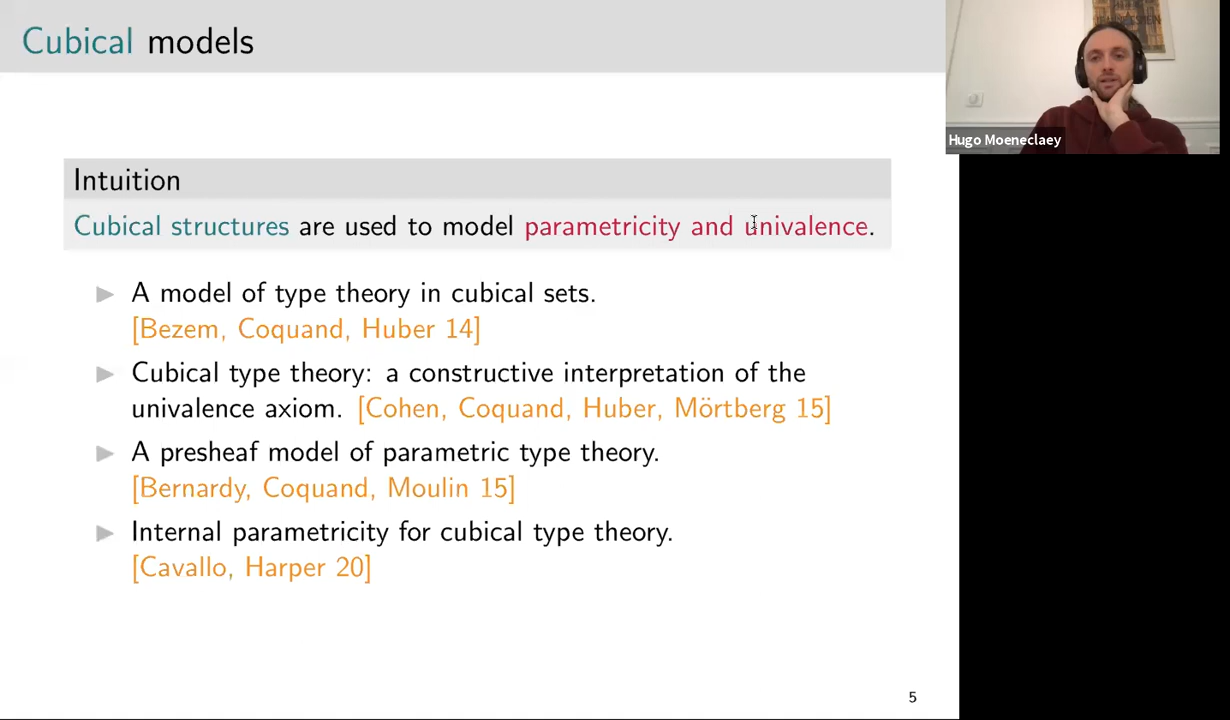 Cubical models
Intuition
Cubical structures are used to model parametricity and univalence.
A model of type theory in cubical sets.
[Bezem, Coquand, Huber 14]
Cubical type theory: a constructive interpretation of the
univalence axiom. [Cohen, Coquand, Huber, Mörtberg 15]
A presheaf model of parametric type theory.
[Bernardy, Coquand, Moulin 15]
Internal parametricity for cubical type theory.
[Cavallo, Harper 20]
5
Hugo Moeneclaey